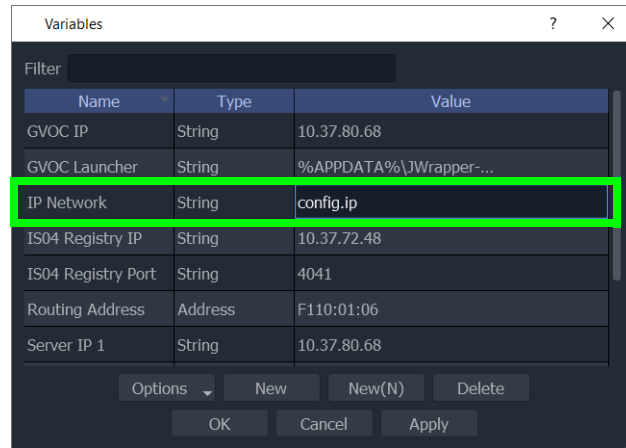 Variables ?
Filter
Name Type Value
GVOC IP String 10.37.80.68
GVOC Launcher String %APPDATA%\JWrapper-...
IP Network String config.ip
IS04 Registry IP String 10.37.72.48
IS04 Registry Port String 4041
Routing Address Address F110:01:06
Server IP 1 String 10.37.80.68
Options New New(N) Delete
OK Cancel Apply